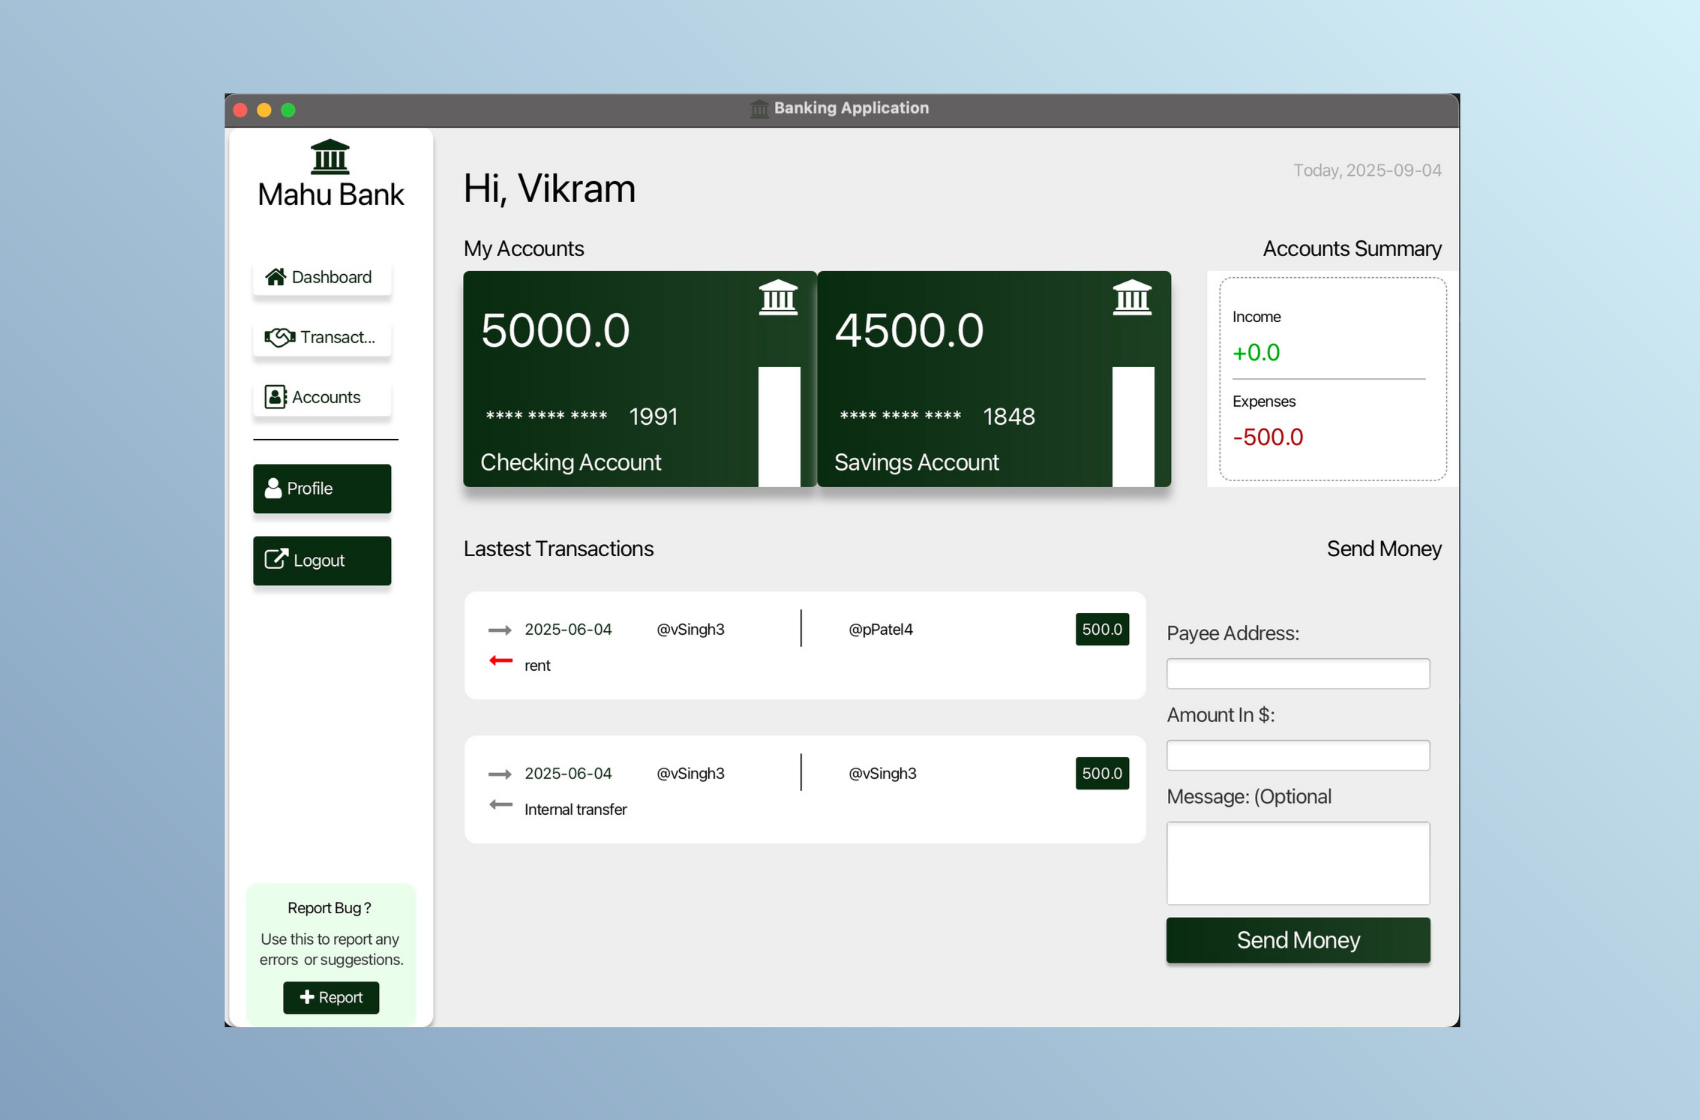 Banking Application
Mahu Bank
Dashboard
Transact...
Accounts
Profile
Logout
Report Bug ?
Use this to report any
errors or suggestions.
Report
Hi, Vikram
Today, 2025-09-04
My Accounts
Accounts Summary
5000.0
**** **** **** 1991
Checking Account
4500.0
**** **** **** 1848
Savings Account
Income
+0.0
Expenses
-500.0
Lastest Transactions
2025-06-04 @vSingh3 @pPatel4 500.0
rent
2025-06-04 @vSingh3 @vSingh3 500.0
Internal transfer
Send Money
Payee Address:
Amount In $:
Message: (Optional
Send Money